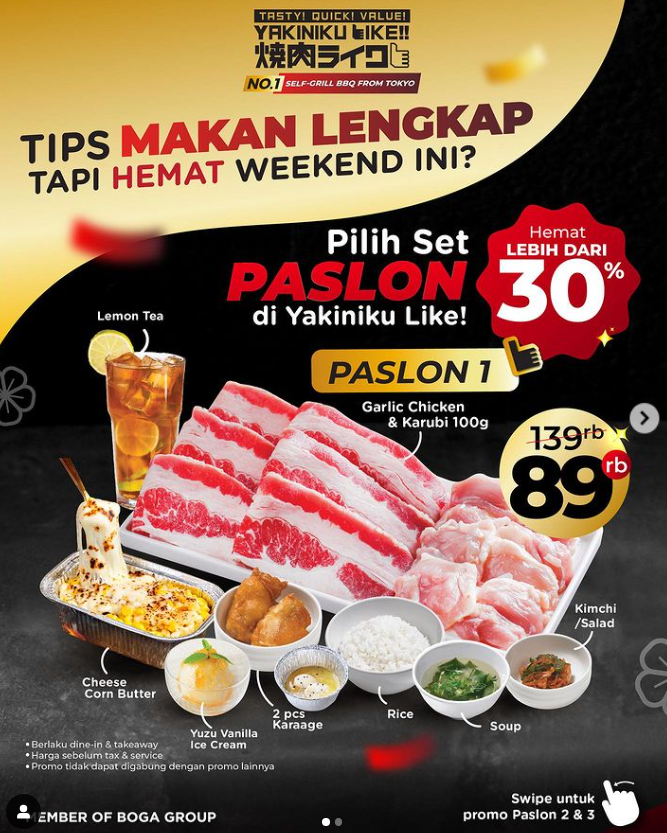 TASTY! QUICK! VALUE!
YAKINIKU LIKE!!
焼肉ライク
NO.1 SELF-GRILL BBQ FROM TOKYO
TIPS MAKAN LENGKAP
TAPI HEMAT WEEKEND INI?
Pilih Set
PASLON
di Yakiniku Like!
Hemat
LEBIH DARI
30%
PASLON 1
Lemon Tea
Garlic Chicken
& Karubi 100g
139rb
89rb
Kimchi
/Salad
Cheese
Corn Butter
Yuzu Vanilla
Ice Cream
2 pcs
Karaage
Rice
Soup
• Berlaku dine-in & takeaway
• Harga sebelum tax & service
• Promo tidak dapat digabung dengan promo lainnya
EMBER OF BOGA GROUP
Swipe untuk
promo Paslon 2 & 3